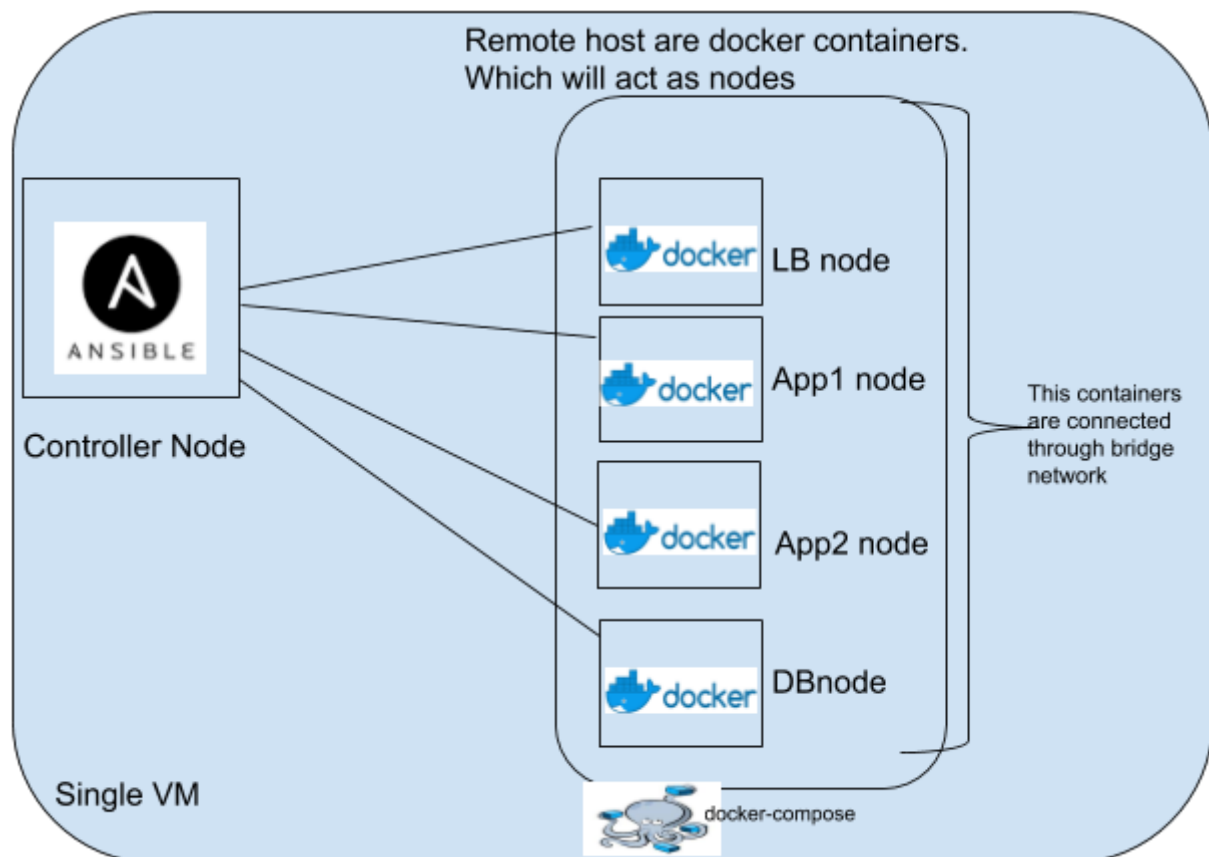 Remote host are docker containers.
Which will act as nodes
ANSIBLE
Controller Node
docker
LB node
docker
App1 node
docker
App2 node
docker
DBnode
This containers
are connected
through bridge
network
Single VM
docker-compose